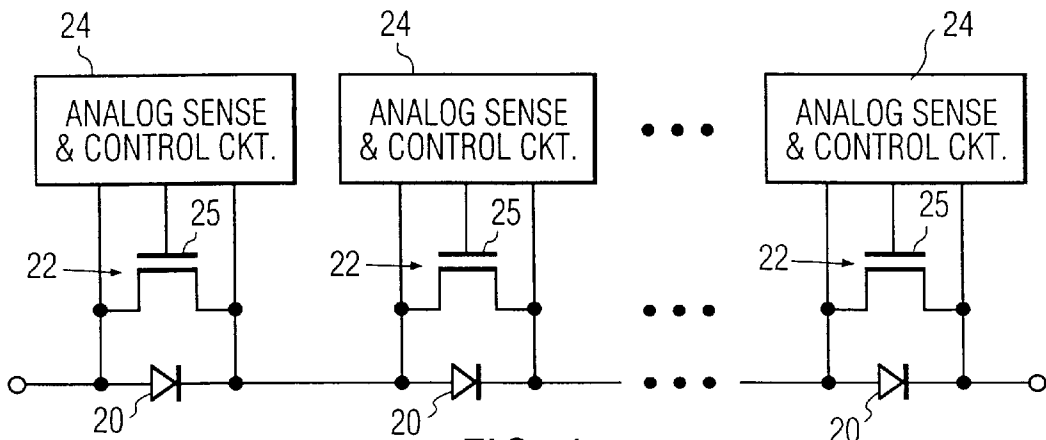 24 24 24
ANALOG SENSE
& CONTROL CKT.
ANALOG SENSE
& CONTROL CKT.
ANALOG SENSE
& CONTROL CKT.
25 25 25
22 22 22
20 20 20